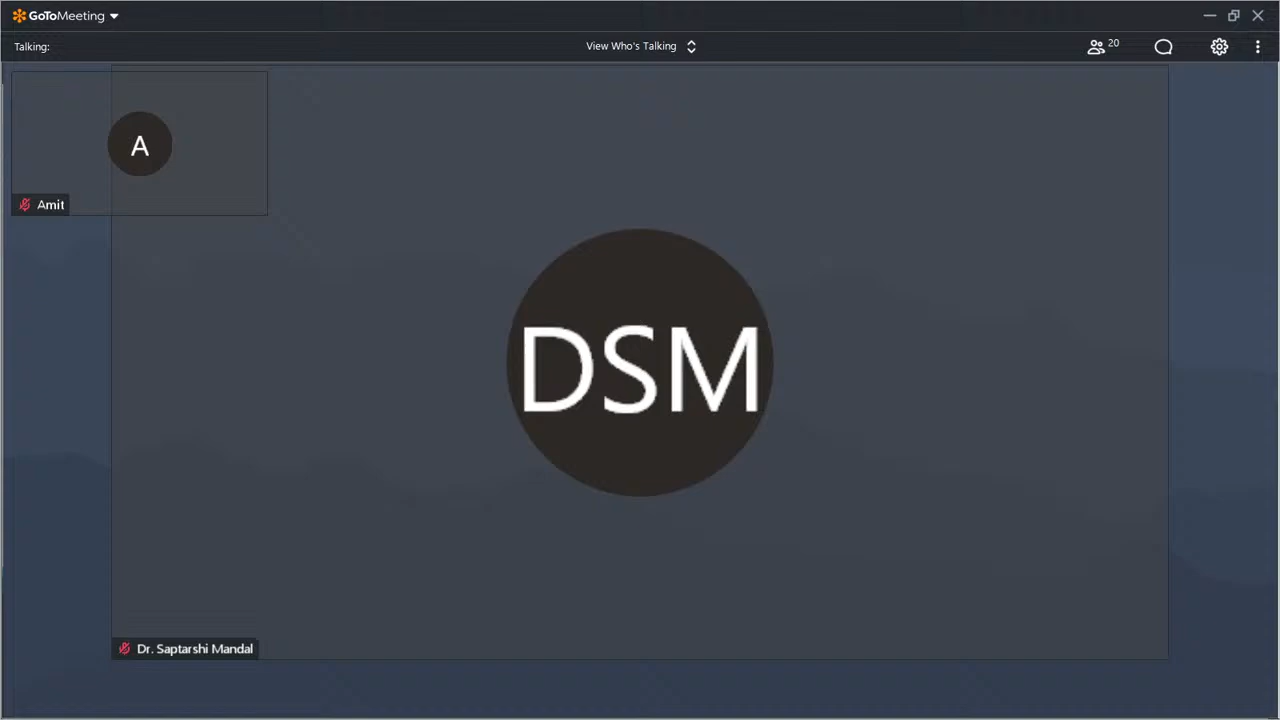 GoToMeeting
Talking:
View Who's Talking
20
A
Amit
DSM
Dr. Saptarshi Mandal